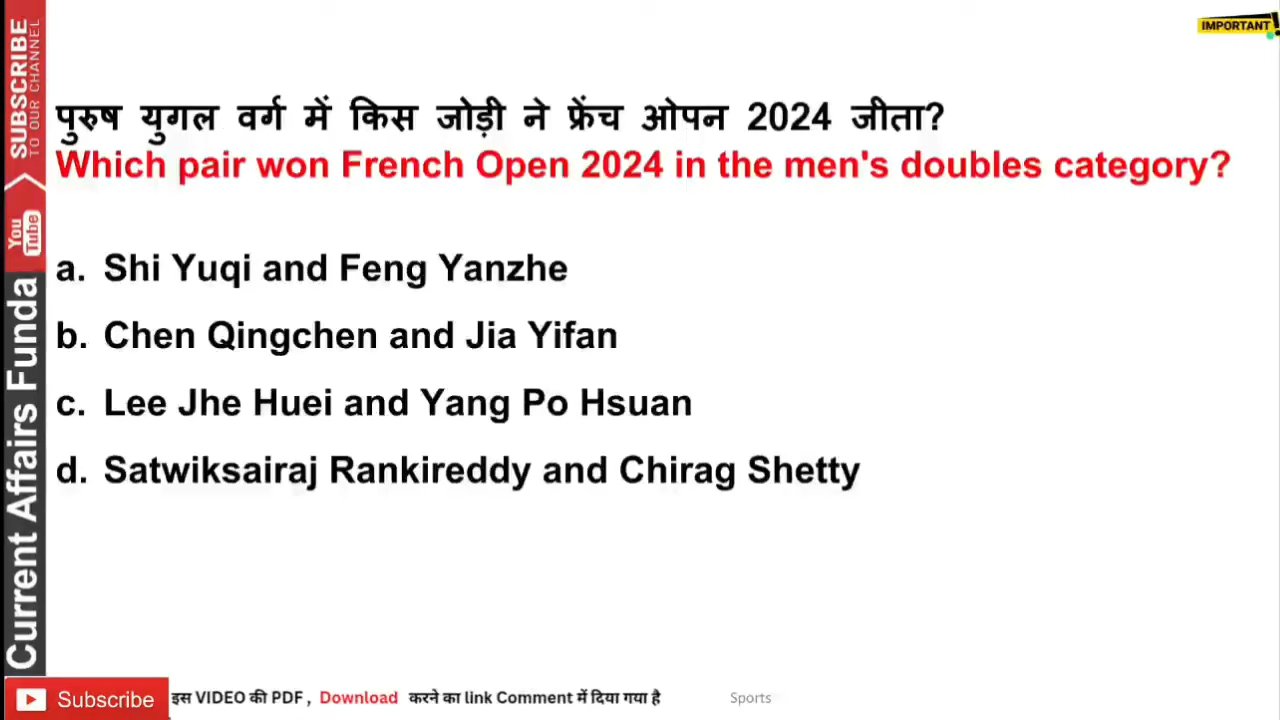 IMPORTANT!
पुरुष युगल वर्ग में किस जोड़ी ने फ्रेंच ओपन 2024 जीता?
Which pair won French Open 2024 in the men's doubles category?
a. Shi Yuqi and Feng Yanzhe
b. Chen Qingchen and Jia Yifan
c. Lee Jhe Huei and Yang Po Hsuan
d. Satwiksairaj Rankireddy and Chirag Shetty
SUBSCRIBE
TO OUR CHANNEL
You Tube
Current Affairs Funda
Subscribe
इस VIDEO की PDF , Download करने का link Comment में दिया गया है
Sports